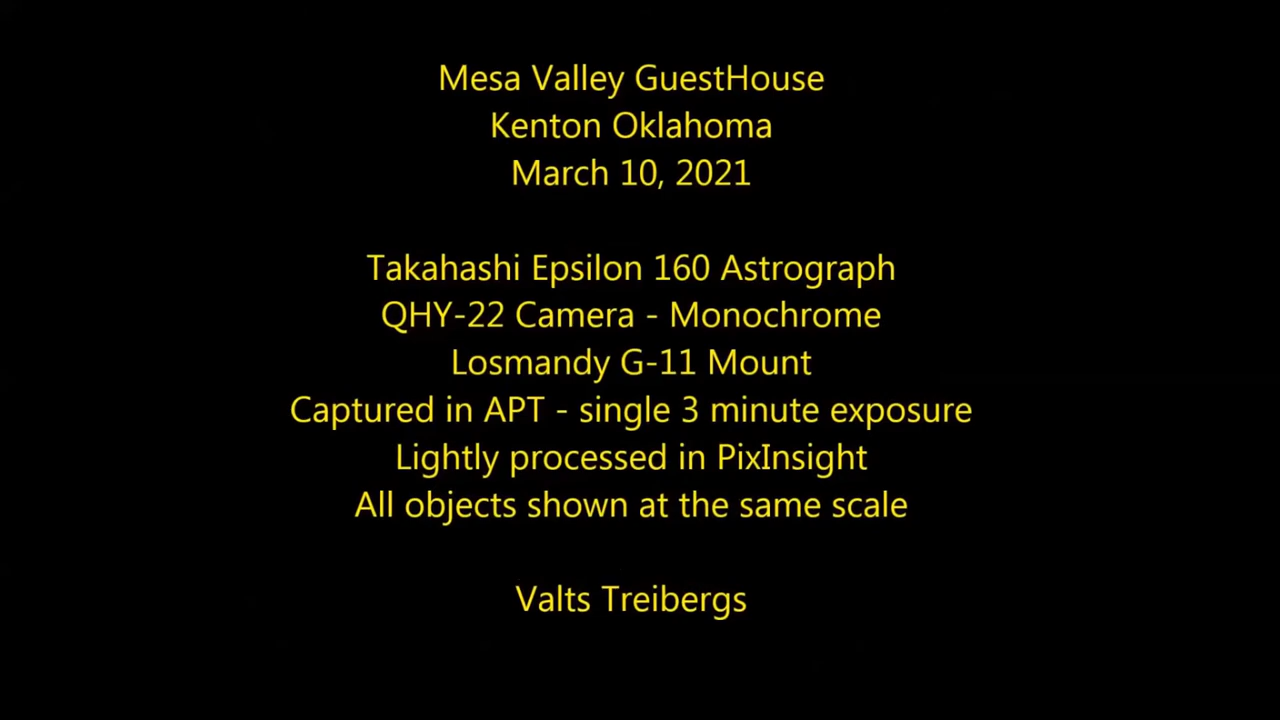 Mesa Valley GuestHouse
Kenton Oklahoma
March 10, 2021
Takahashi Epsilon 160 Astrograph
QHY-22 Camera - Monochrome
Losmandy G-11 Mount
Captured in APT - single 3 minute exposure
Lightly processed in PixInsight
All objects shown at the same scale
Valts Treibergs